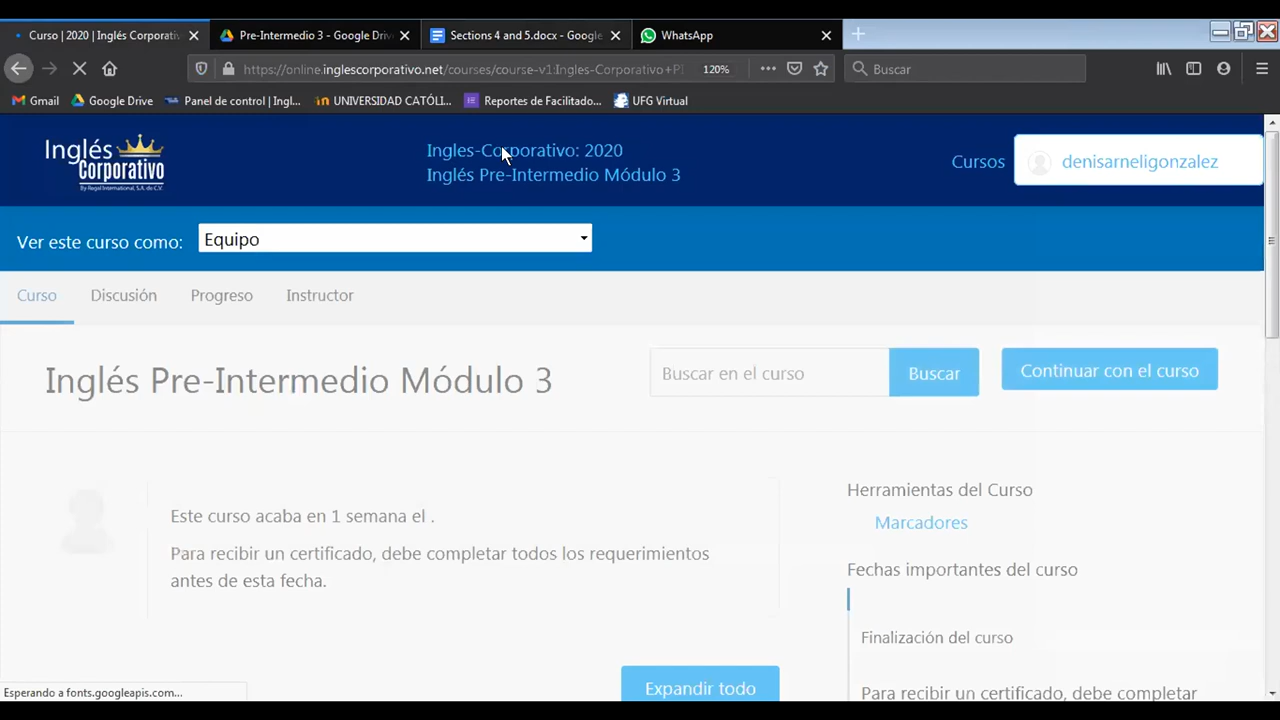 Curso | 2020 | Inglés Corporati
Pre-Intermedio 3 - Google Driv
Sections 4 and 5.docx - Google
WhatsApp
https://online.inglescorporativo.net/courses/course-v1:Ingles-Corporativo+P
120%
Buscar
Gmail
Google Drive
Panel de control | Ingl...
UNIVERSIDAD CATÓLI...
Reportes de Facilitado...
UFG Virtual
Inglés
Corporativo
By Regal International, S.A. de C.V.
Ingles-Corporativo: 2020
Inglés Pre-Intermedio Módulo 3
Cursos
denisarneligonzalez
Ver este curso como:
Equipo
Curso
Discusión
Progreso
Instructor
Inglés Pre-Intermedio Módulo 3
Buscar en el curso
Buscar
Continuar con el curso
Este curso acaba en 1 semana el .
Para recibir un certificado, debe completar todos los requerimientos
antes de esta fecha.
Expandir todo
Herramientas del Curso
Marcadores
Fechas importantes del curso
Finalización del curso
Para recibir un certificado, debe completar
Esperando a fonts.googleapis.com...